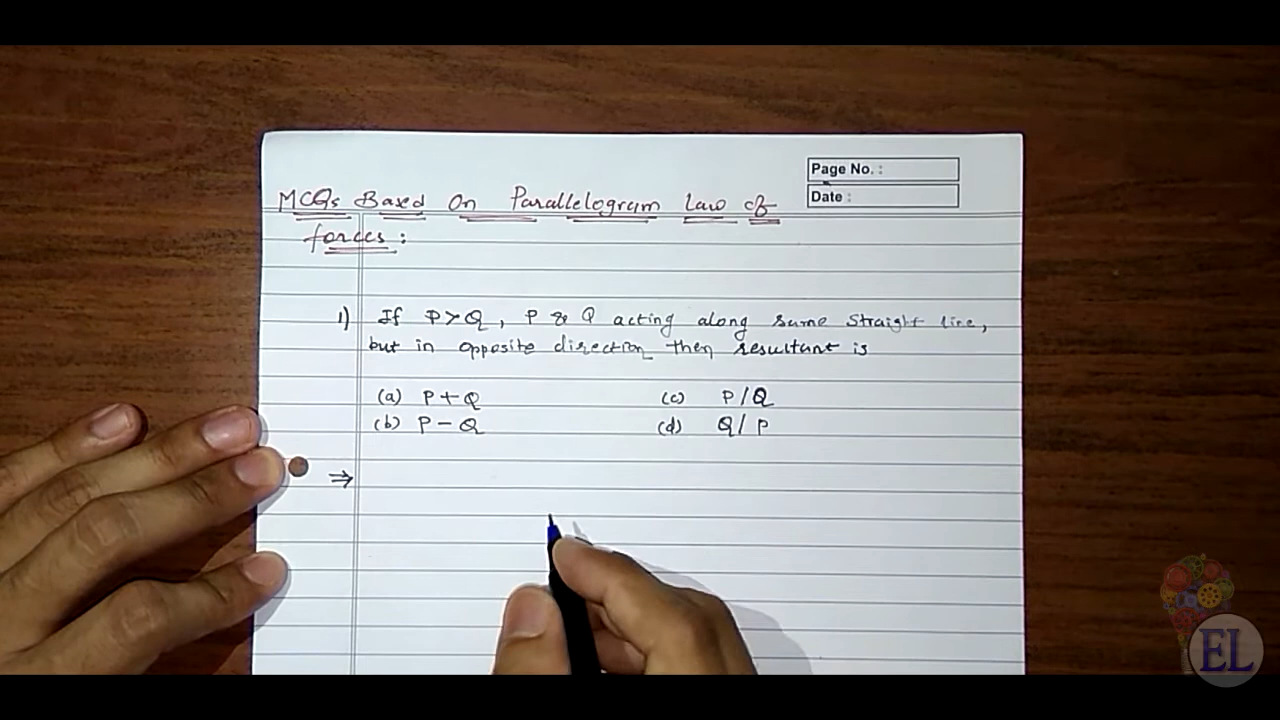 Page No. :
Date :
MCQs Based On Parallelogram Law of
forces :
1) If P>Q, P & Q acting along same straight line,
but in opposite direction then resultant is
(a) P+Q (c) P/Q
(b) P-Q (d) Q/P
⇒
EL